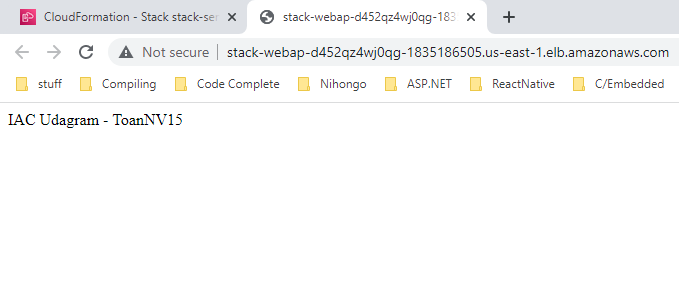 CloudFormation - Stack stack-ser
stack-webap-d452qz4wj0qg-183
Not secure
stack-webap-d452qz4wj0qg-1835186505.us-east-1.elb.amazonaws.com
stuff
Compiling
Code Complete
Nihongo
ASP.NET
ReactNative
C/Embedded
IAC Udagram - ToanNV15